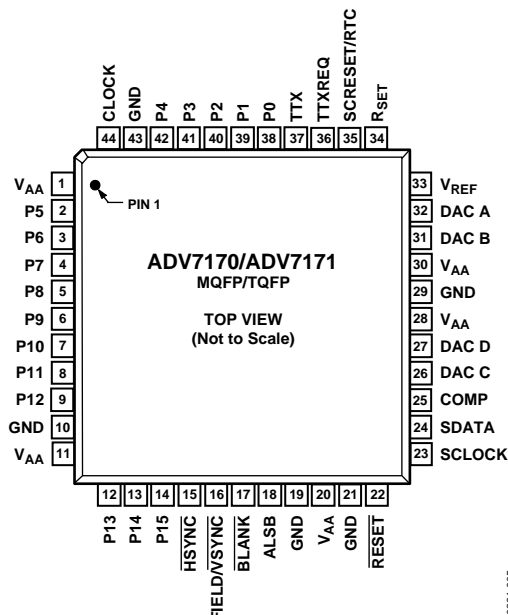 CLOCK
GND
P4
P3
P2
P1
P0
TTX
TTXREQ
SCRESET/RTC
RSET
44 43 42 41 40 39 38 37 36 35 34
VAA 1
P5 2
P6 3
P7 4
P8 5
P9 6
P10 7
P11 8
P12 9
GND 10
VAA 11
PIN 1
ADV7170/ADV7171
MQFP/TQFP
TOP VIEW
(Not to Scale)
33 VREF
32 DAC A
31 DAC B
30 VAA
29 GND
28 VAA
27 DAC D
26 DAC C
25 COMP
24 SDATA
23 SCLOCK
12 13 14 15 16 17 18 19 20 21 22
P13
P14
P15
HSYNC
FIELD/VSYNC
BLANK
ALSB
GND
VAA
GND
RESET